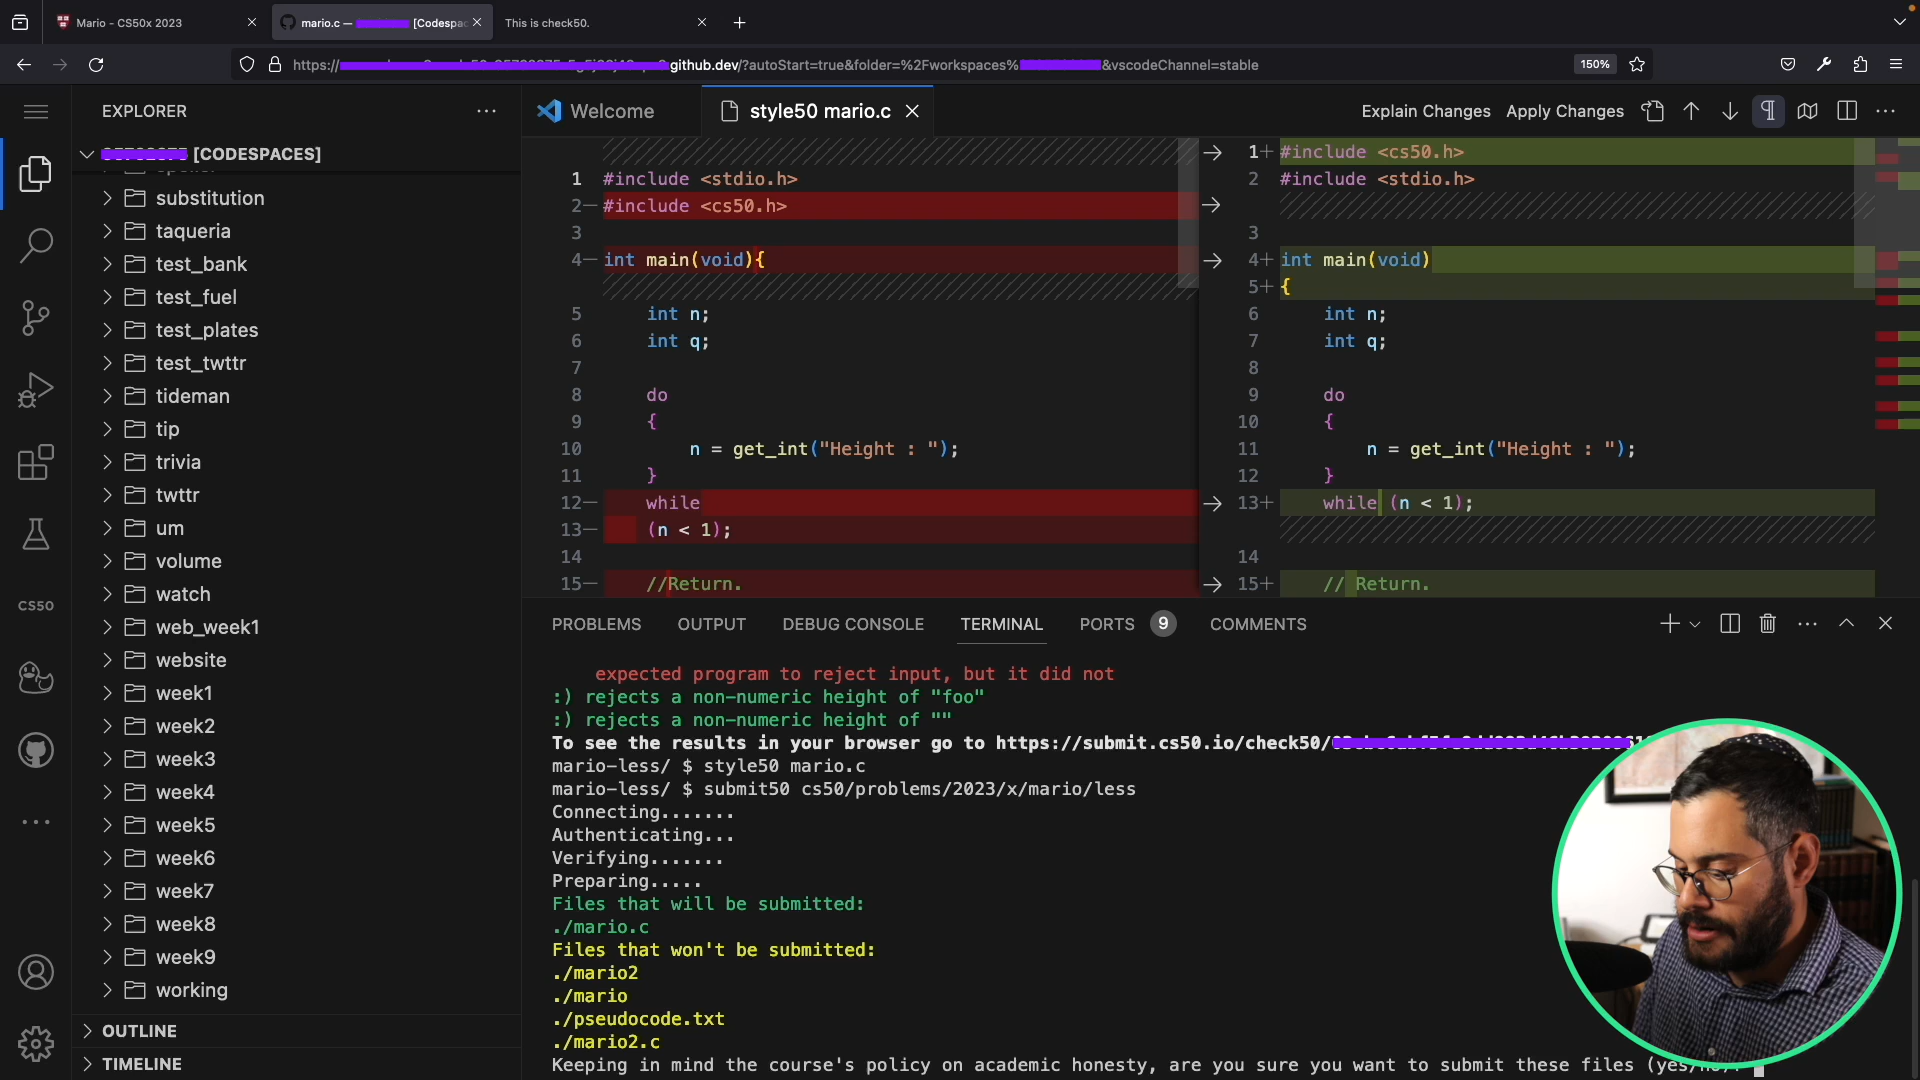 Mario - CS50x 2023
mario.c — [Codespac
This is check50.
https:// github.dev/?autoStart=true&folder=%2Fworkspaces% &vscodeChannel=stable
150%
EXPLORER
[CODESPACES]
substitution
taqueria
test_bank
test_fuel
test_plates
test_twttr
tideman
tip
trivia
twttr
um
volume
watch
web_week1
website
week1
week2
week3
week4
week5
week6
week7
week8
week9
working
OUTLINE
TIMELINE
CS50
Welcome
style50 mario.c
Explain Changes
Apply Changes
1 #include <stdio.h>
2— #include <cs50.h>
3
4— int main(void){
5 int n;
6 int q;
7
8 do
9 {
10 n = get_int("Height : ");
11 }
12— while
13— (n < 1);
14
15— //Return.
1+ #include <cs50.h>
2 #include <stdio.h>
3
4+ int main(void)
5+ {
6 int n;
7 int q;
8
9 do
10 {
11 n = get_int("Height : ");
12 }
13+ while (n < 1);
14
15+ // Return.
PROBLEMS OUTPUT DEBUG CONSOLE TERMINAL PORTS 9 COMMENTS
expected program to reject input, but it did not
:) rejects a non-numeric height of "foo"
:) rejects a non-numeric height of ""
To see the results in your browser go to https://submit.cs50.io/check50/
mario-less/ $ style50 mario.c
mario-less/ $ submit50 cs50/problems/2023/x/mario/less
Connecting.......
Authenticating...
Verifying.......
Preparing.....
Files that will be submitted:
./mario.c
Files that won't be submitted:
./mario2
./mario
./pseudocode.txt
./mario2.c
Keeping in mind the course's policy on academic honesty, are you sure you want to submit these files (yes/